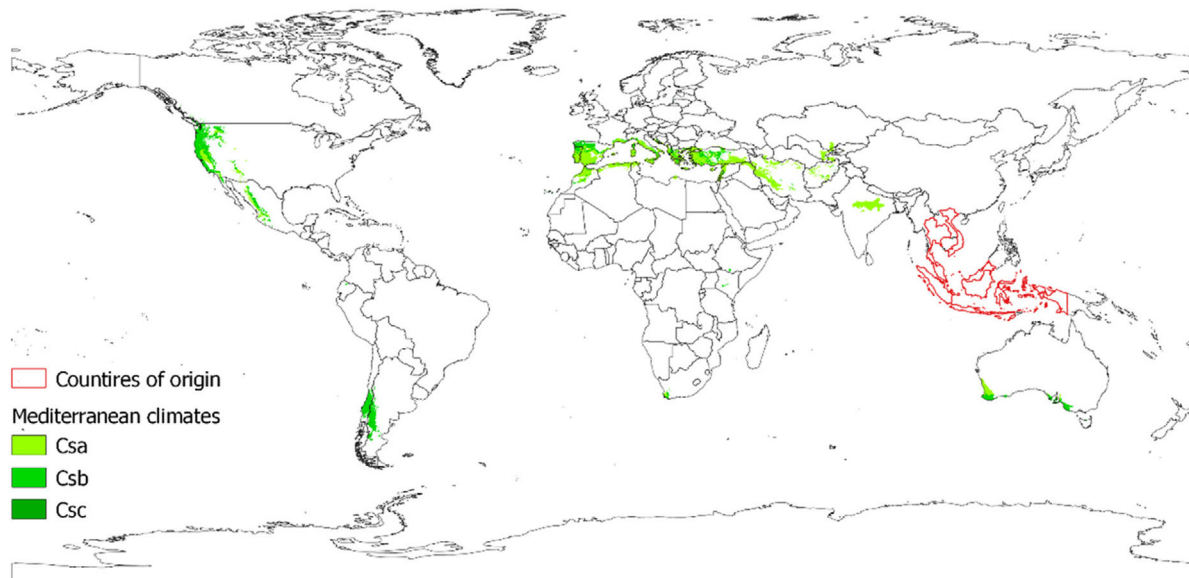 Countires of origin
Mediterranean climates
Csa
Csb
Csc